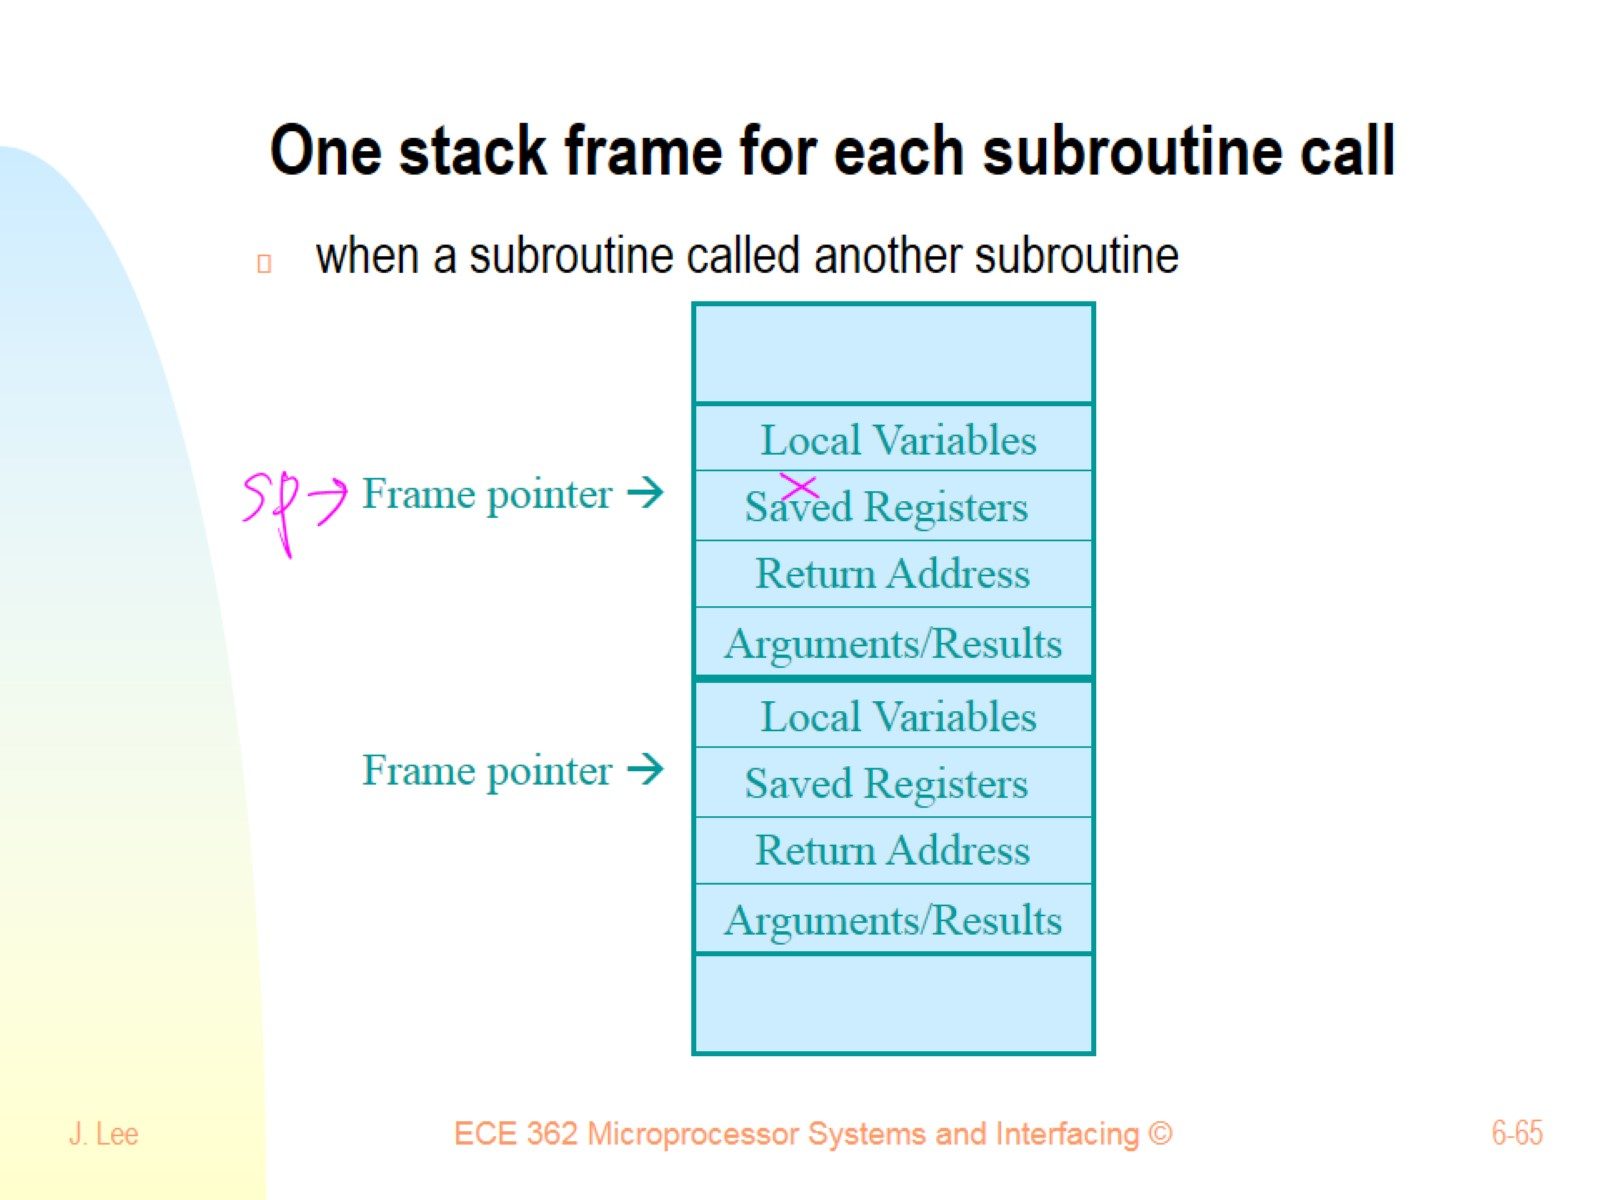 One stack frame for each subroutine call
when a subroutine called another subroutine
Local Variables
sp → Frame pointer →
Saved Registers
Return Address
Arguments/Results
Local Variables
Frame pointer →
Saved Registers
Return Address
Arguments/Results
J. Lee
ECE 362 Microprocessor Systems and Interfacing ©
6-65